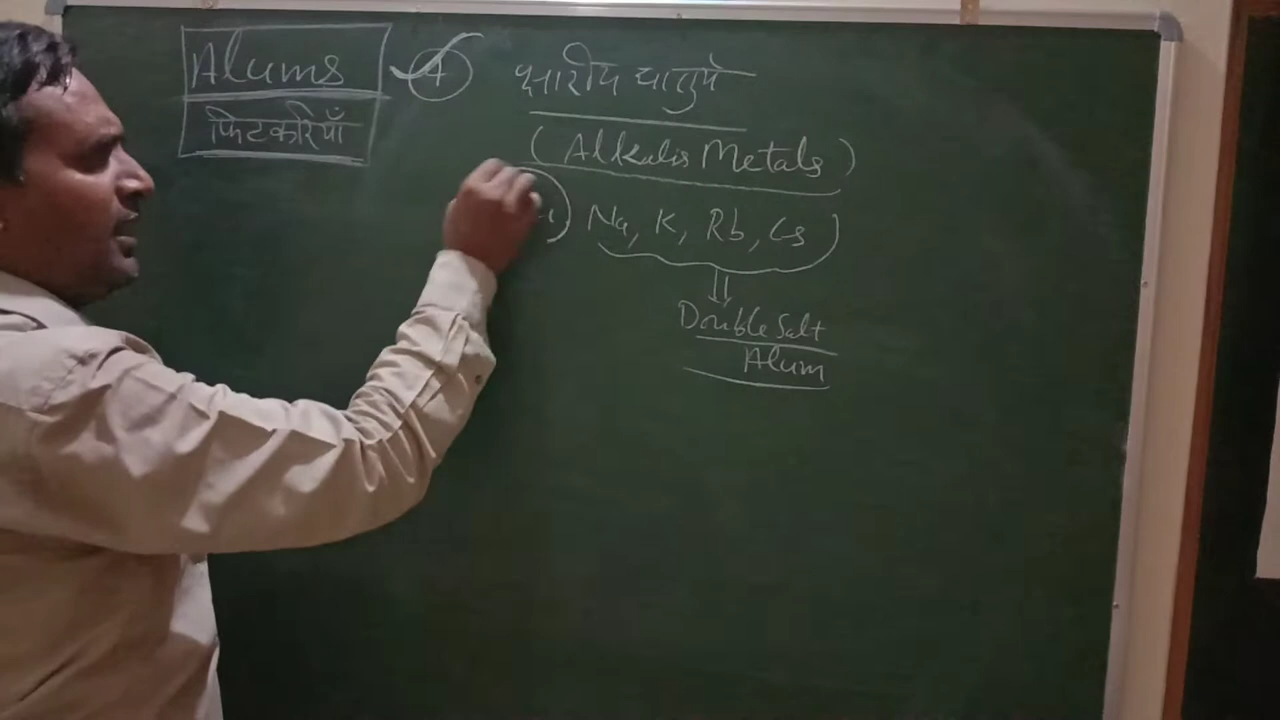 Alums
फिटकरियाँ
4
क्षारीय धातुयें
(Alkalis Metals)
Na, K, Rb, Cs)
Double Salt
Alum